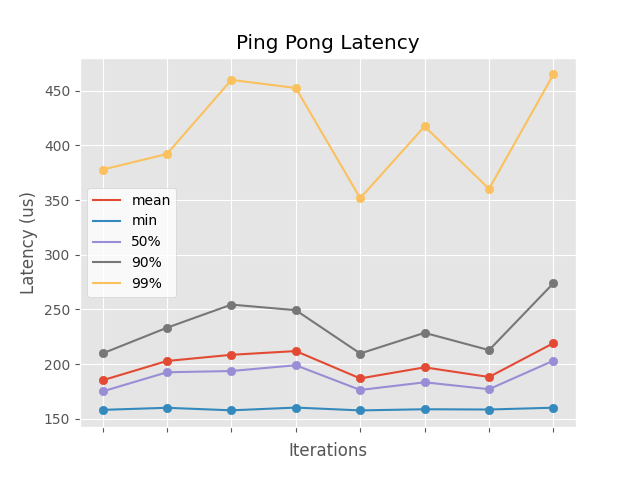 Ping Pong Latency
450
400
350
300
250
200
150
Latency (us)
mean
min
50%
90%
99%
Iterations